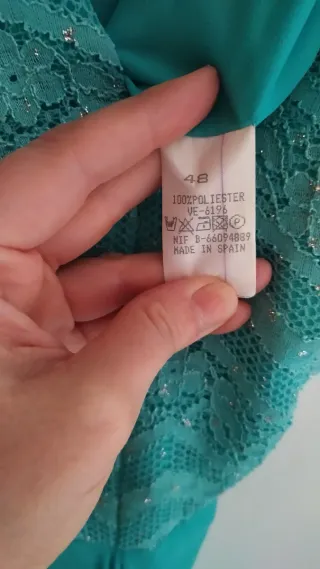 48
100%POLIESTER
VE-6196
P
NIF B-66094889
MADE IN SPAIN